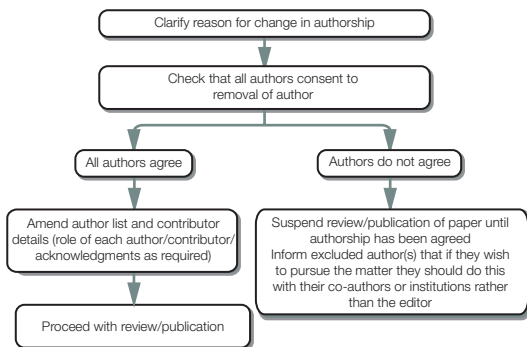 Clarify reason for change in authorship
Check that all authors consent to
removal of author
All authors agree
Authors do not agree
Amend author list and contributor
details (role of each author/contributor/
acknowledgments as required)
Suspend review/publication of paper until
authorship has been agreed
Inform excluded author(s) that if they wish
to pursue the matter they should do this
with their co-authors or institutions rather
than the editor
Proceed with review/publication